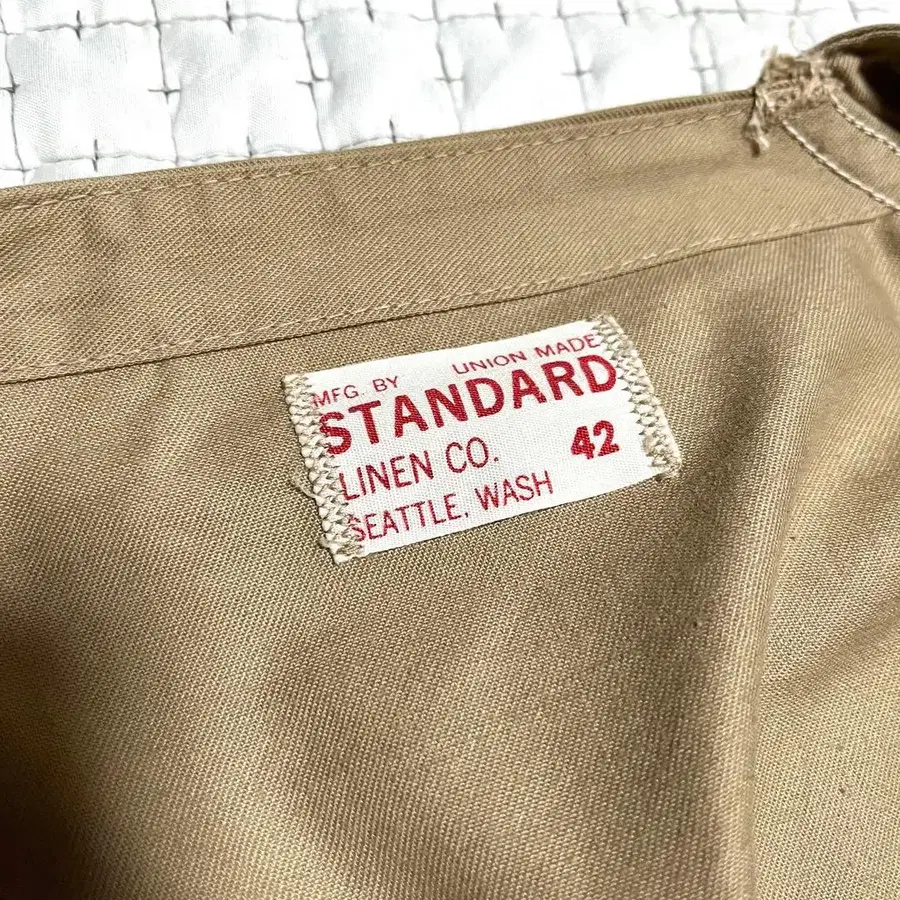 MFG. BY UNION MADE
STANDARD
LINEN CO. 42
SEATTLE, WASH